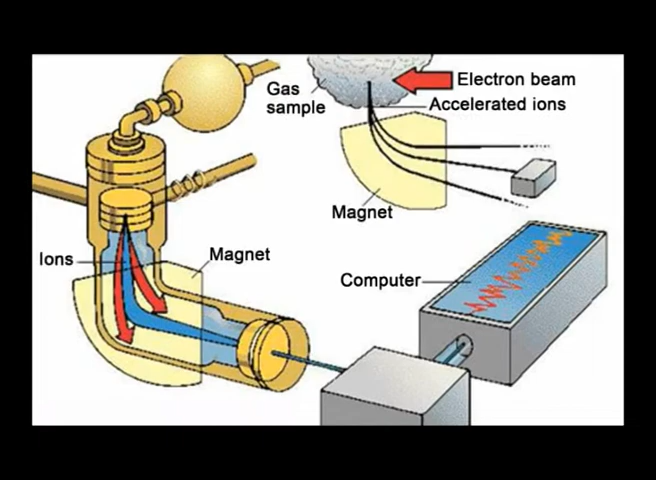 Gas
sample
Electron beam
Accelerated ions
Magnet
Ions
Magnet
Computer